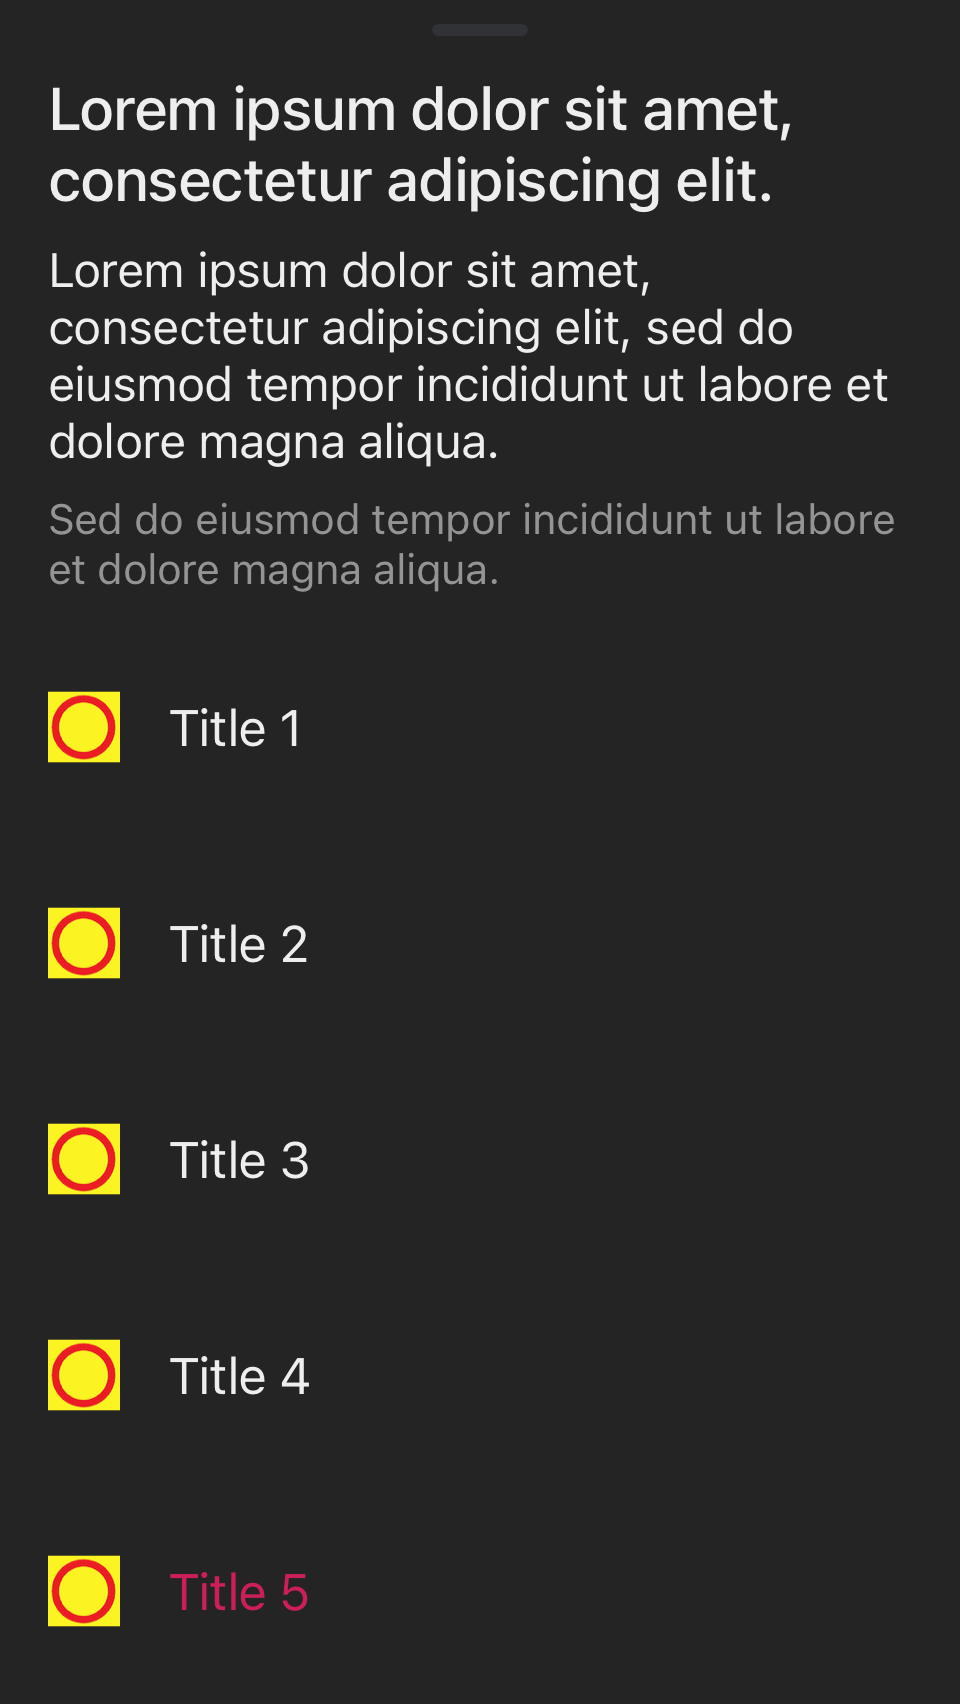 Lorem ipsum dolor sit amet,
consectetur adipiscing elit.
Lorem ipsum dolor sit amet,
consectetur adipiscing elit, sed do
eiusmod tempor incididunt ut labore et
dolore magna aliqua.
Sed do eiusmod tempor incididunt ut labore
et dolore magna aliqua.
Title 1
Title 2
Title 3
Title 4
Title 5